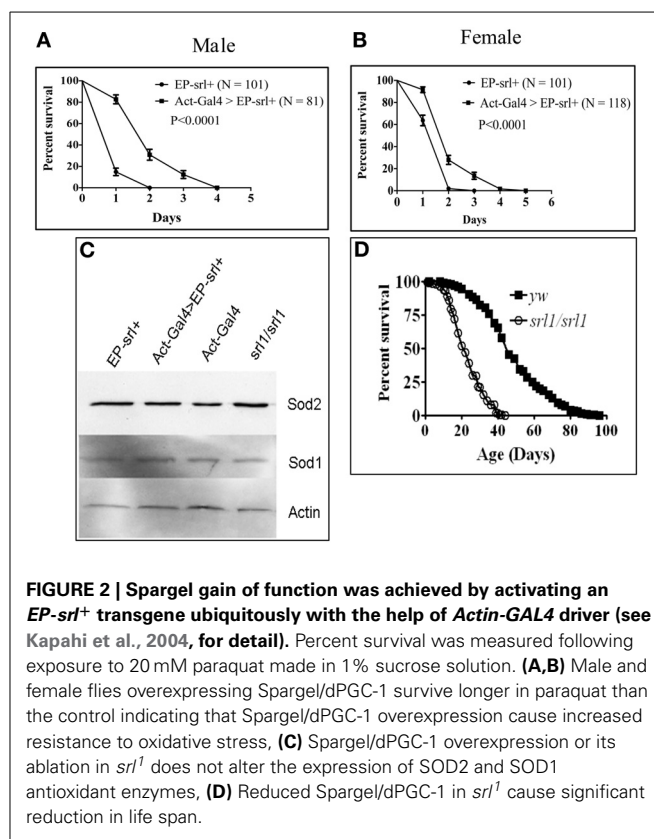 A
Male
B
Female
EP-srl+ (N = 101)
Act-Gal4 > EP-srl+ (N = 81)
P<0.0001
Percent survival
100
80
60
40
20
0
0 1 2 3 4 5
Days
EP-srl+ (N = 101)
Act-Gal4 > EP-srl+ (N = 118)
P<0.0001
Percent survival
100
80
60
40
20
0
0 1 2 3 4 5 6
Days
C
EP-srl+
Act-Gal4>EP-srl+
Act-Gal4
srl1/srl1
Sod2
Sod1
Actin
D
yw
srl1/srl1
Percent survival
100
75
50
25
0
0 20 40 60 80 100
Age (Days)
FIGURE 2 | Spargel gain of function was achieved by activating an
EP-srl⁺ transgene ubiquitously with the help of Actin-GAL4 driver (see
Kapahi et al., 2004, for detail). Percent survival was measured following
exposure to 20 mM paraquat made in 1% sucrose solution. (A,B) Male and
female flies overexpressing Spargel/dPGC-1 survive longer in paraquat than
the control indicating that Spargel/dPGC-1 overexpression cause increased
resistance to oxidative stress, (C) Spargel/dPGC-1 overexpression or its
ablation in srl¹ does not alter the expression of SOD2 and SOD1
antioxidant enzymes, (D) Reduced Spargel/dPGC-1 in srl¹ cause significant
reduction in life span.